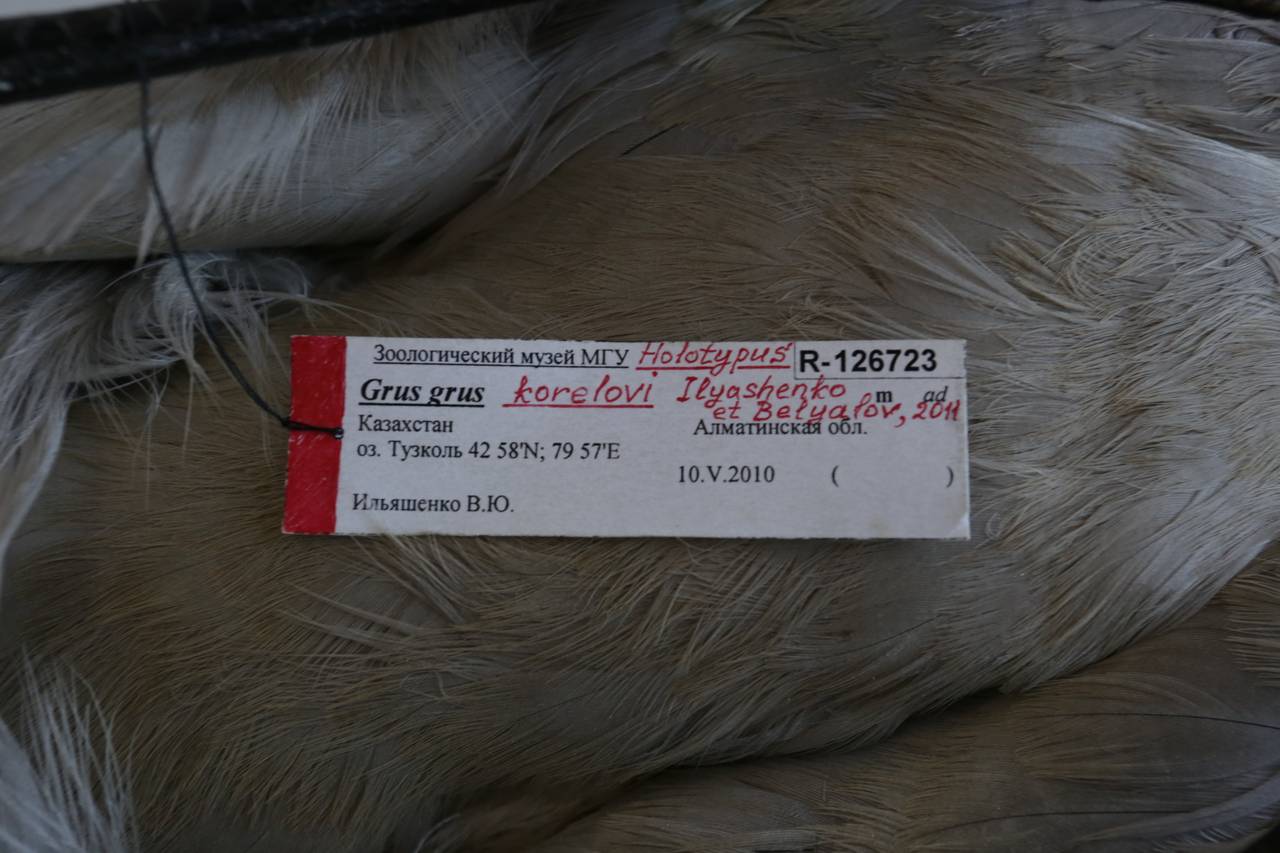 Зоологический музей МГУ Holotypus R-126723
Grus grus korelovi Ilyashenko m ad
et Belyalov, 2011
Казахстан Алматинская обл.
оз. Тузколь 42 58'N; 79 57'E
10.V.2010 ( )
Ильяшенко В.Ю.